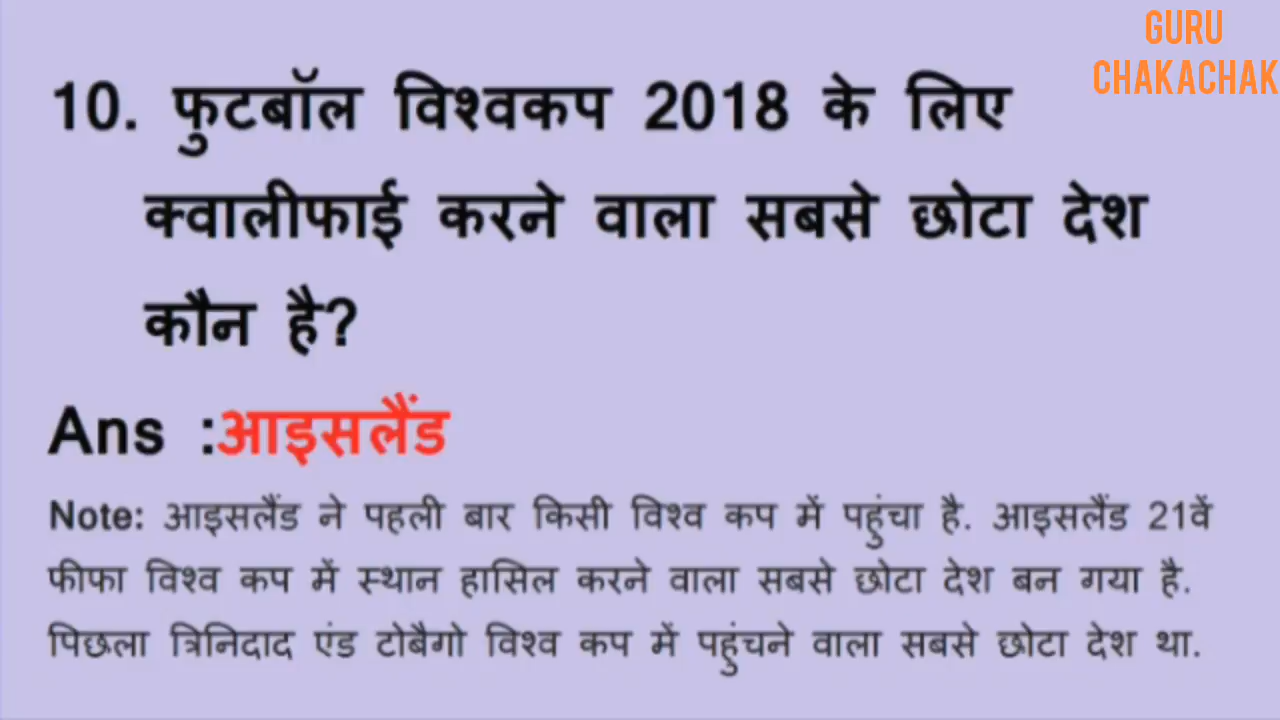 GURU
CHAKACHAK
10. फुटबॉल विश्वकप 2018 के लिए
क्वालीफाई करने वाला सबसे छोटा देश
कौन है?
Ans :आइसलैंड
Note: आइसलैंड ने पहली बार किसी विश्व कप में पहुंचा है. आइसलैंड 21वें
फीफा विश्व कप में स्थान हासिल करने वाला सबसे छोटा देश बन गया है.
पिछला त्रिनिदाद एंड टोबैगो विश्व कप में पहुंचने वाला सबसे छोटा देश था.